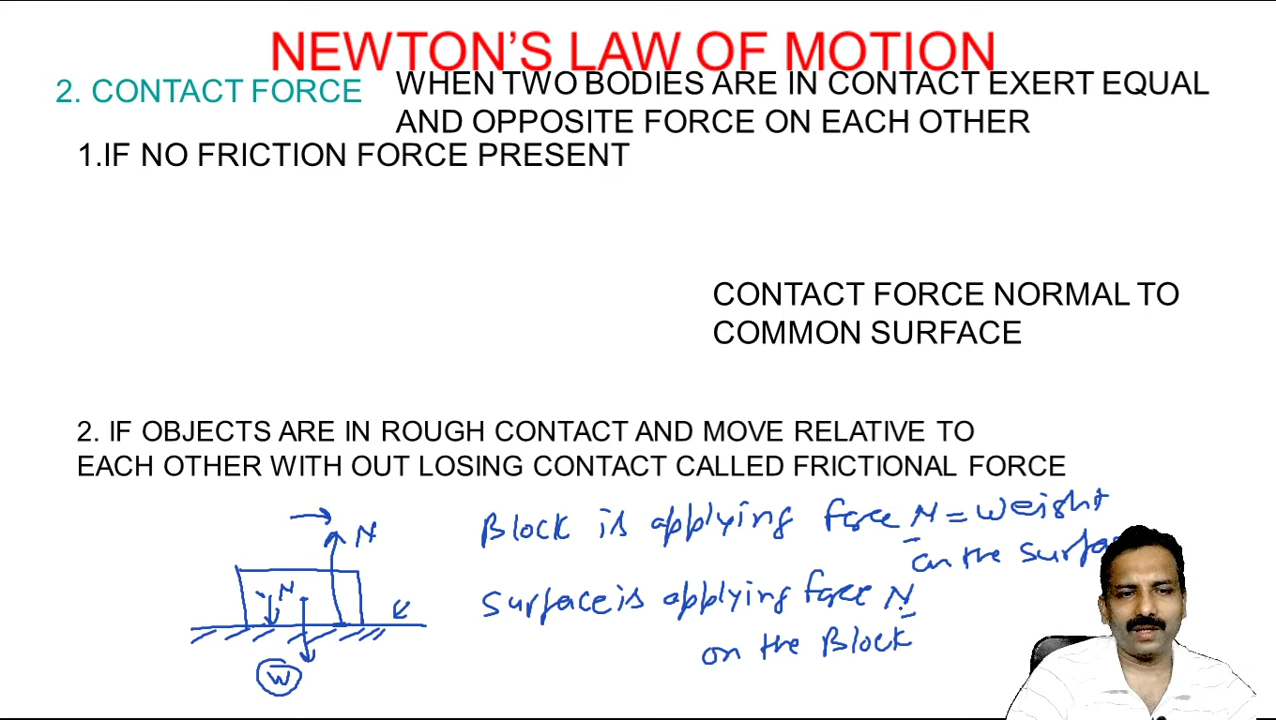 NEWTON'S LAW OF MOTION
2. CONTACT FORCE
WHEN TWO BODIES ARE IN CONTACT EXERT EQUAL
AND OPPOSITE FORCE ON EACH OTHER
1.IF NO FRICTION FORCE PRESENT
CONTACT FORCE NORMAL TO
COMMON SURFACE
2. IF OBJECTS ARE IN ROUGH CONTACT AND MOVE RELATIVE TO
EACH OTHER WITH OUT LOSING CONTACT CALLED FRICTIONAL FORCE
Block is applying force N = weight
on the
Surface is applying force N
on the Block
N
N
W